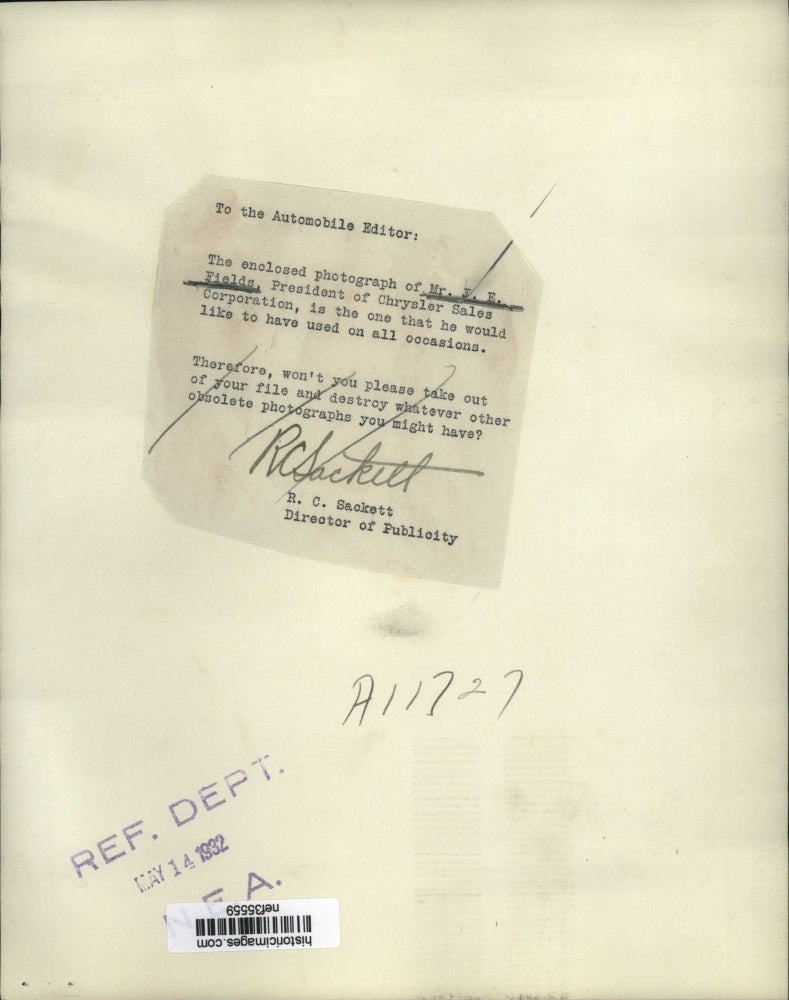 To the Automobile Editor:
The enclosed photograph of Mr. J. E.
Fields, President of Chrysler Sales
Corporation, is the one that he would
like to have used on all occasions.
Therefore, won't you please take out
of your file and destroy whatever other
obsolete photographs you might have?
RCSackett
R. C. Sackett
Director of Publicity
A11727
REF. DEPT.
MAY 14 1932
N. E. A.
nef35559
historicimages.com